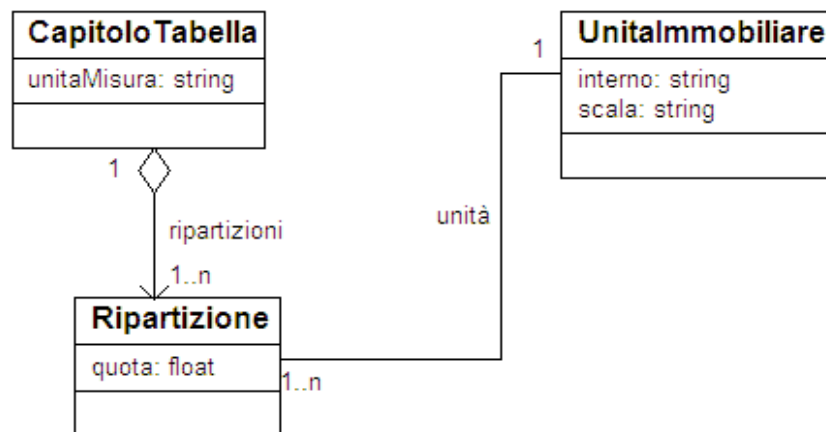 CapitoloTabella
unitaMisura: string
UnitaImmobiliare
interno: string
scala: string
1
1
unità
ripartizioni
1..n
Ripartizione
quota: float
1..n